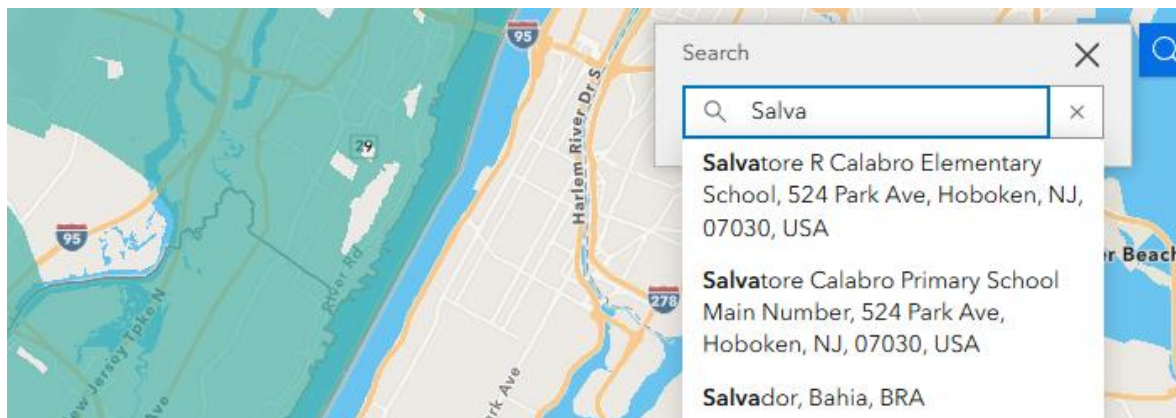 95
Search
Salva
Salvatore R Calabro Elementary
School, 524 Park Ave, Hoboken, NJ,
07030, USA
Salvatore Calabro Primary School
Main Number, 524 Park Ave,
Hoboken, NJ, 07030, USA
Salvador, Bahia, BRA
Harlem River Dr S
29
95
River Rd
278
er Beach
ew Jersey Tpke N
rk Ave
Ave